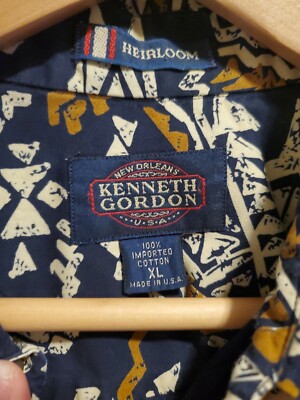 HEIRLOOM
NEW ORLEANS
KENNETH
GORDON
U·S·A
100%
IMPORTED
COTTON
XL
MADE IN U.S.A.